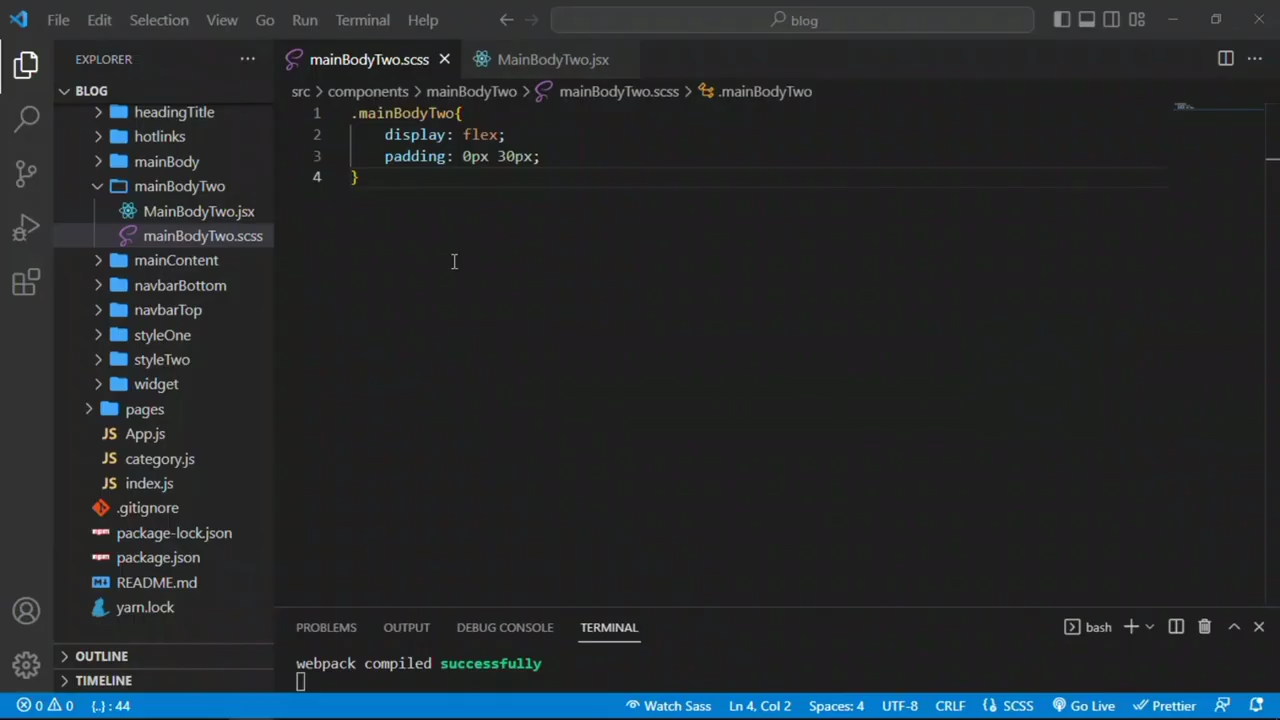 File Edit Selection View Go Run Terminal Help blog
EXPLORER
mainBodyTwo.scss MainBodyTwo.jsx
BLOG
src > components > mainBodyTwo > mainBodyTwo.scss > .mainBodyTwo
headingTitle
hotlinks
mainBody
mainBodyTwo
MainBodyTwo.jsx
mainBodyTwo.scss
mainContent
navbarBottom
navbarTop
styleOne
styleTwo
widget
pages
JS App.js
JS category.js
JS index.js
.gitignore
package-lock.json
package.json
README.md
yarn.lock
OUTLINE
TIMELINE
1 .mainBodyTwo{
2 display: flex;
3 padding: 0px 30px;
4 }
PROBLEMS OUTPUT DEBUG CONSOLE TERMINAL bash
webpack compiled successfully
0 0 {..} : 44 Watch Sass Ln 4, Col 2 Spaces: 4 UTF-8 CRLF SCSS Go Live Prettier